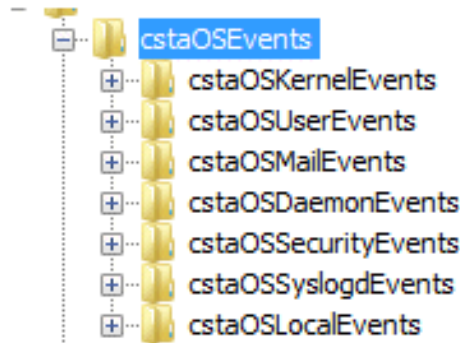 cstaOSEvents
cstaOSKernelEvents
cstaOSUserEvents
cstaOSMailEvents
cstaOSDaemonEvents
cstaOSSecurityEvents
cstaOSSyslogdEvents
cstaOSLocalEvents